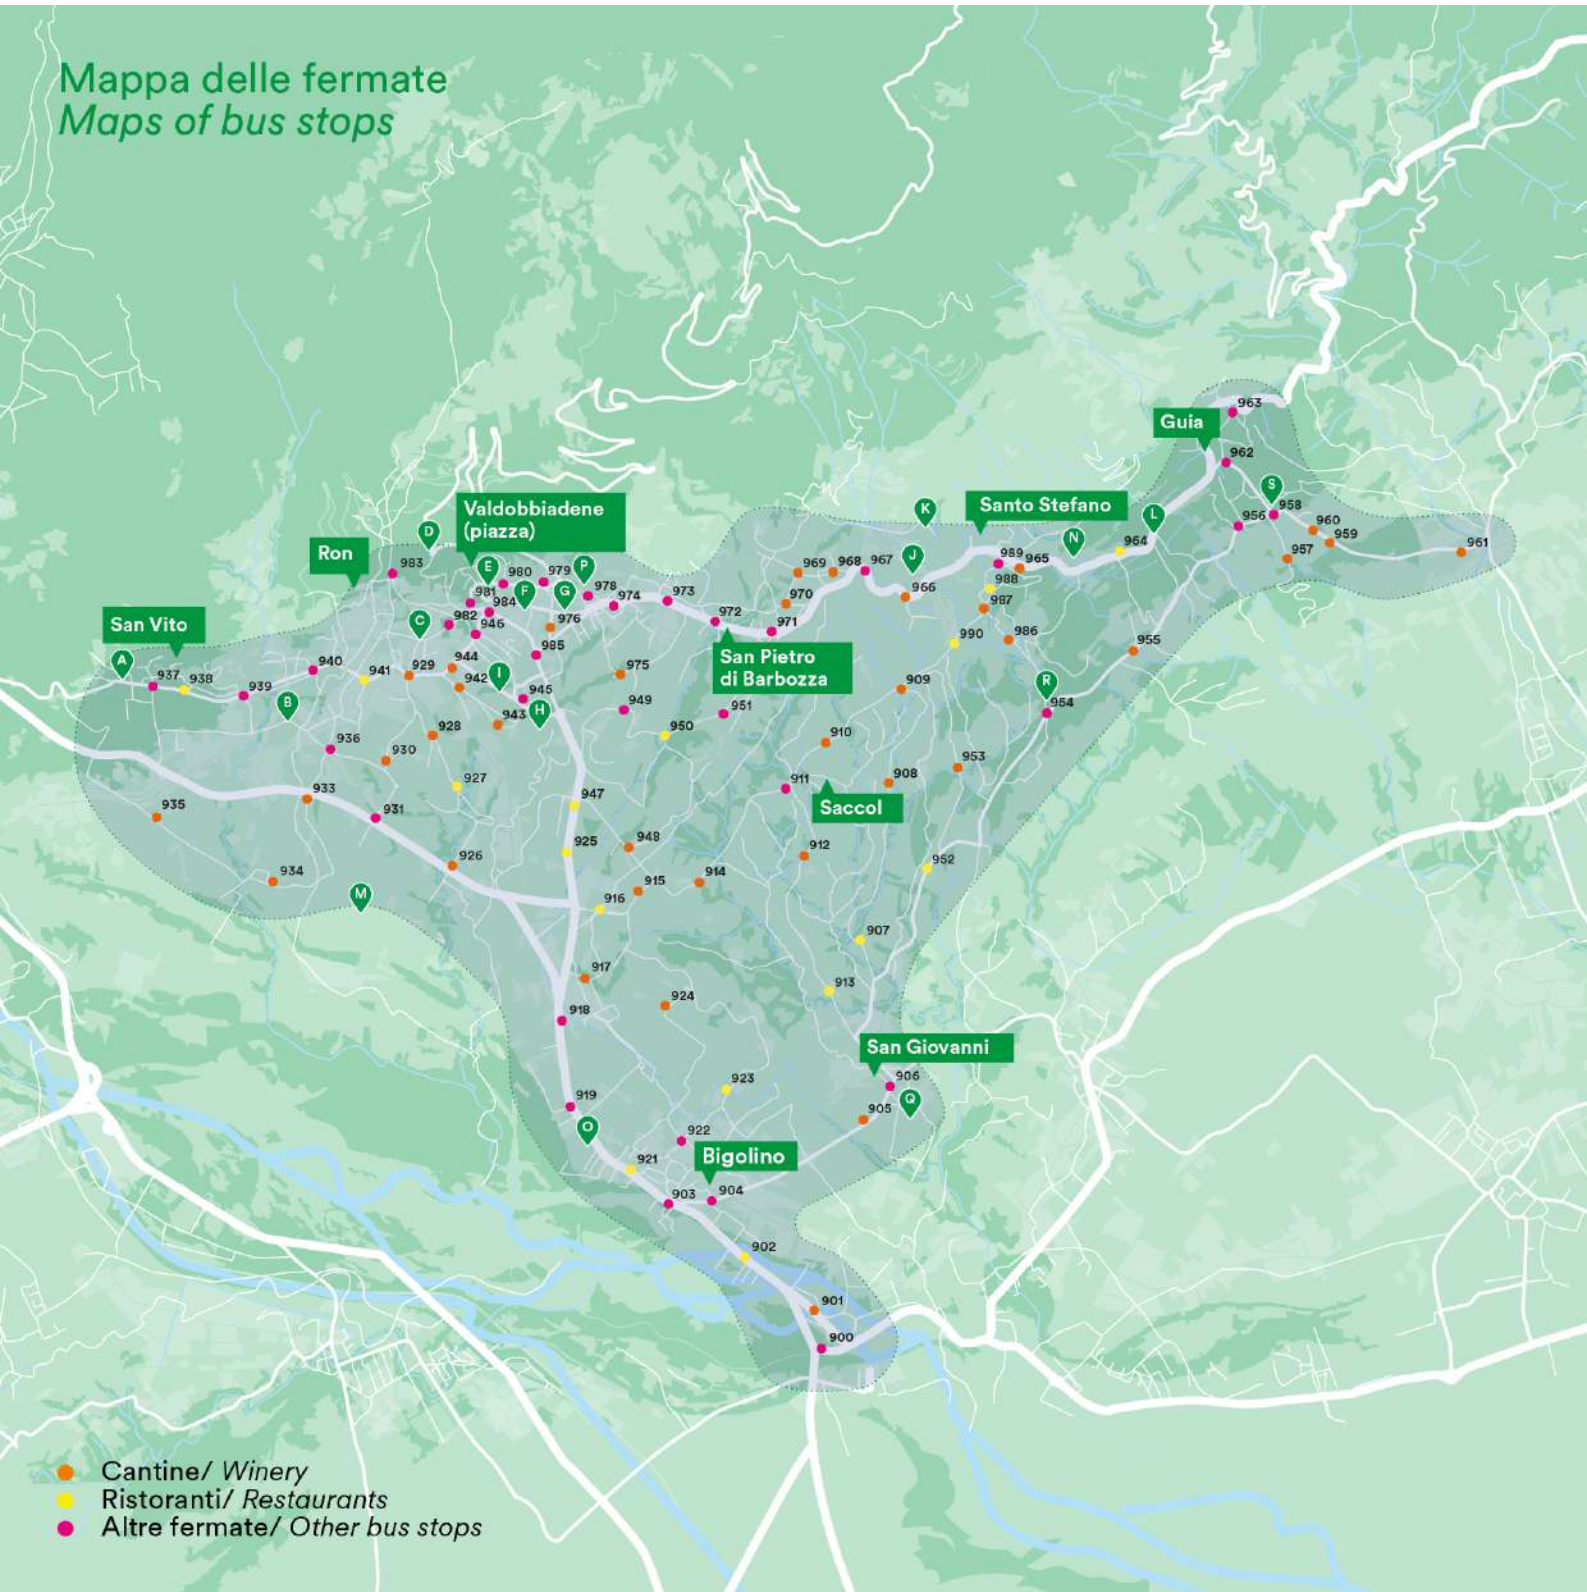 Mappa delle fermate
Maps of bus stops
963
Guia
962
S
958
K
Santo Stefano
L
956
960
Valdobbiadene
(piazza)
D
N
959
964
957
961
Ron
983
E
980
979
P
969
968
967
J
989
965
981
F
G
978
974
973
966
988
984
970
987
San Vito
C
982
946
976
972
971
990
986
955
985
A
940
944
San Pietro
di Barbozza
937
938
941
929
942
I
975
909
R
939
B
945
954
943
H
949
951
936
928
950
910
930
953
927
911
908
933
947
Saccol
935
931
925
948
912
926
952
934
915
914
M
916
907
917
913
924
918
San Giovanni
923
906
919
905
Q
O
922
921
Bigolino
903
904
902
901
900
Cantine/ Winery
Ristoranti/ Restaurants
Altre fermate/ Other bus stops